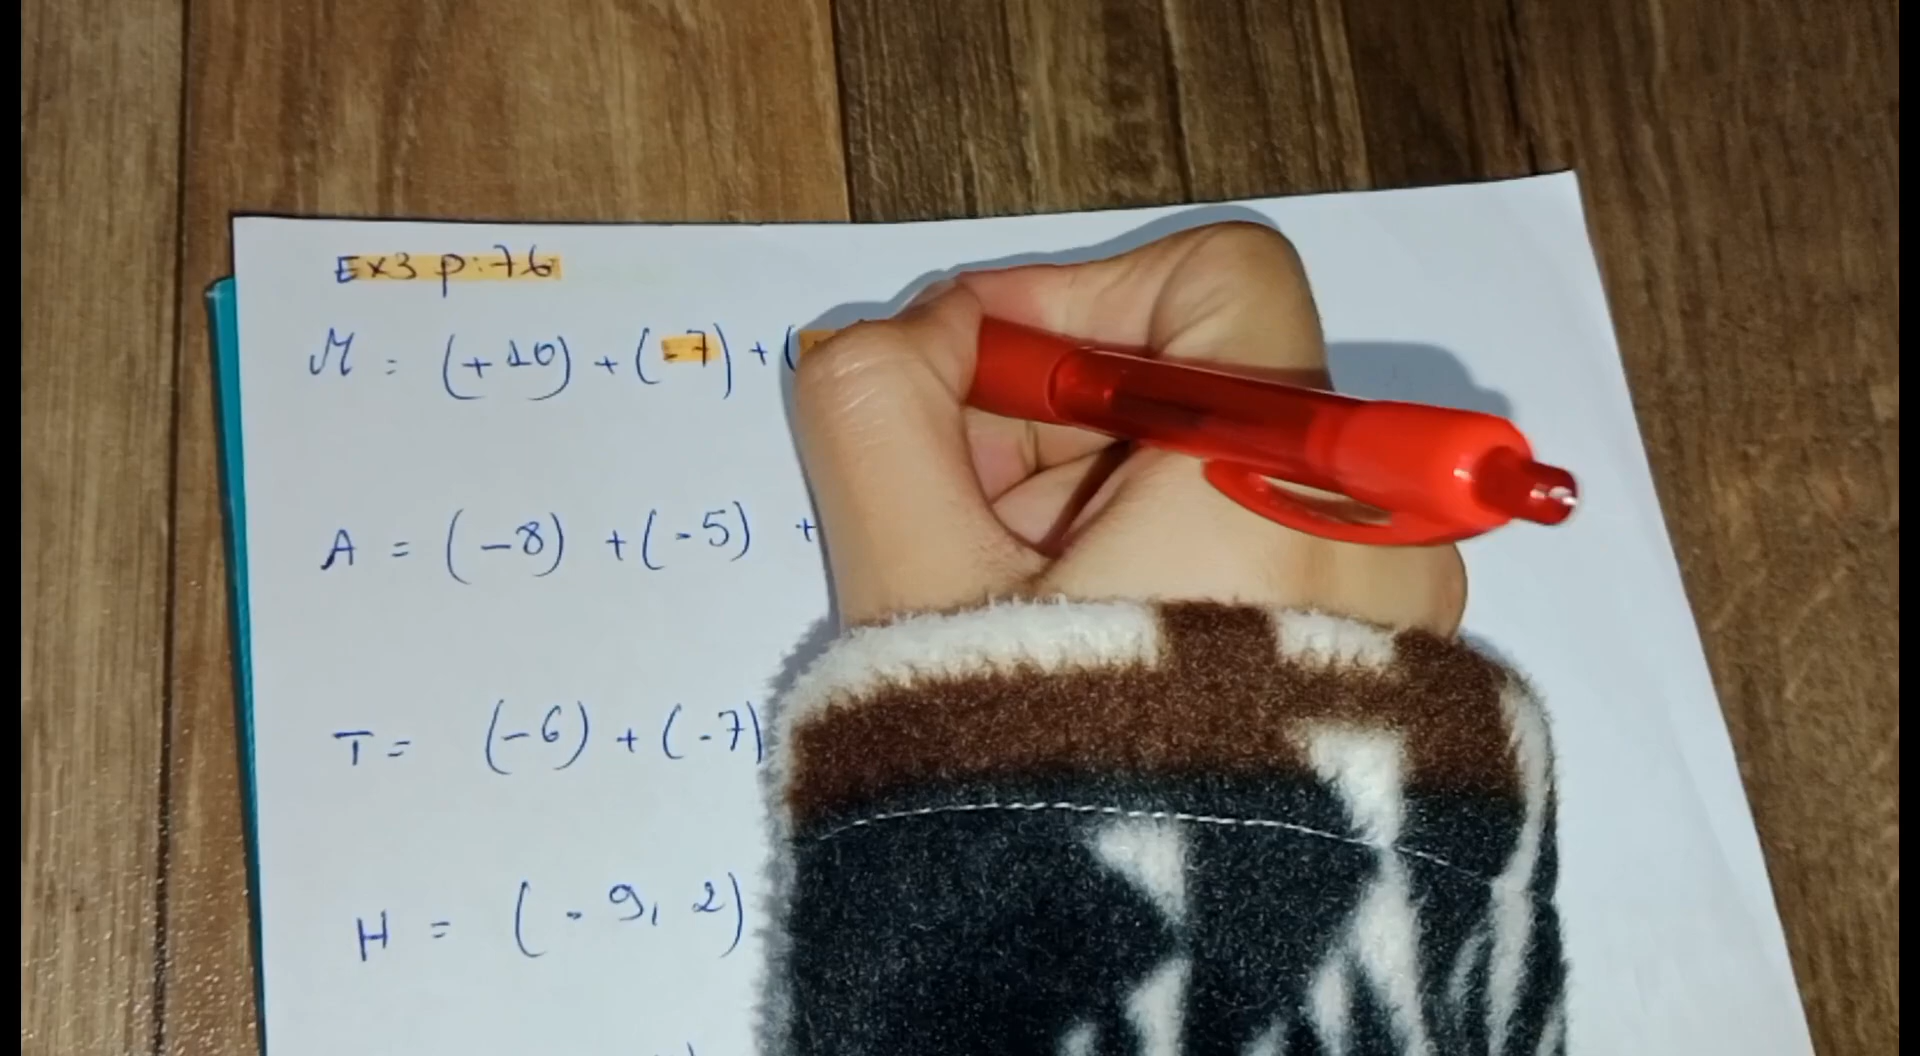 Ex3 p:76
M = (+10) + (-7) + (
A = (-8) + (-5) +
T = (-6) + (-7)
H = (-9,2)